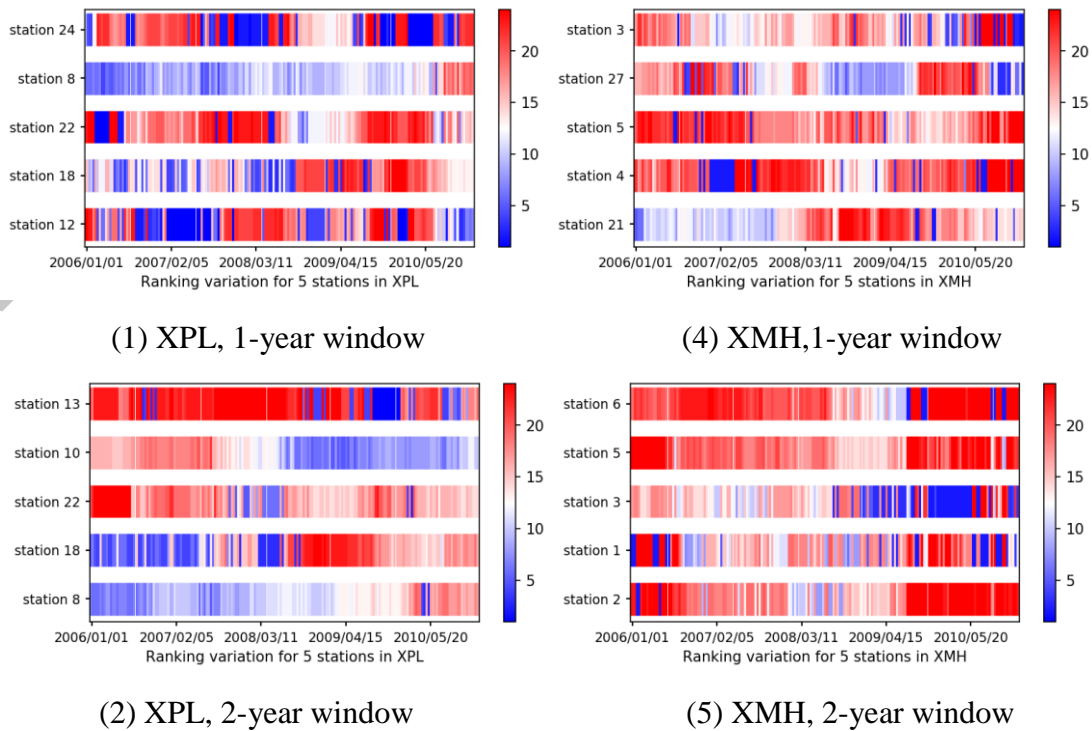 station 24
station 8
station 22
station 18
station 12
2006/01/01 2007/02/05 2008/03/11 2009/04/15 2010/05/20
Ranking variation for 5 stations in XPL
20
15
10
5
(1) XPL, 1-year window
station 3
station 27
station 5
station 4
station 21
2006/01/01 2007/02/05 2008/03/11 2009/04/15 2010/05/20
Ranking variation for 5 stations in XMH
20
15
10
5
(4) XMH,1-year window
station 13
station 10
station 22
station 18
station 8
2006/01/01 2007/02/05 2008/03/11 2009/04/15 2010/05/20
Ranking variation for 5 stations in XPL
20
15
10
5
(2) XPL, 2-year window
station 6
station 5
station 3
station 1
station 2
2006/01/01 2007/02/05 2008/03/11 2009/04/15 2010/05/20
Ranking variation for 5 stations in XMH
20
15
10
5
(5) XMH, 2-year window